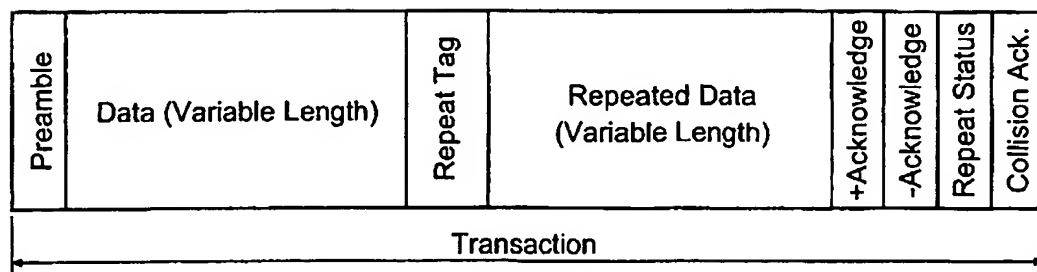 Preamble
Data (Variable Length)
Repeat Tag
Repeated Data
(Variable Length)
+Acknowledge
-Acknowledge
Repeat Status
Collision Ack.
Transaction